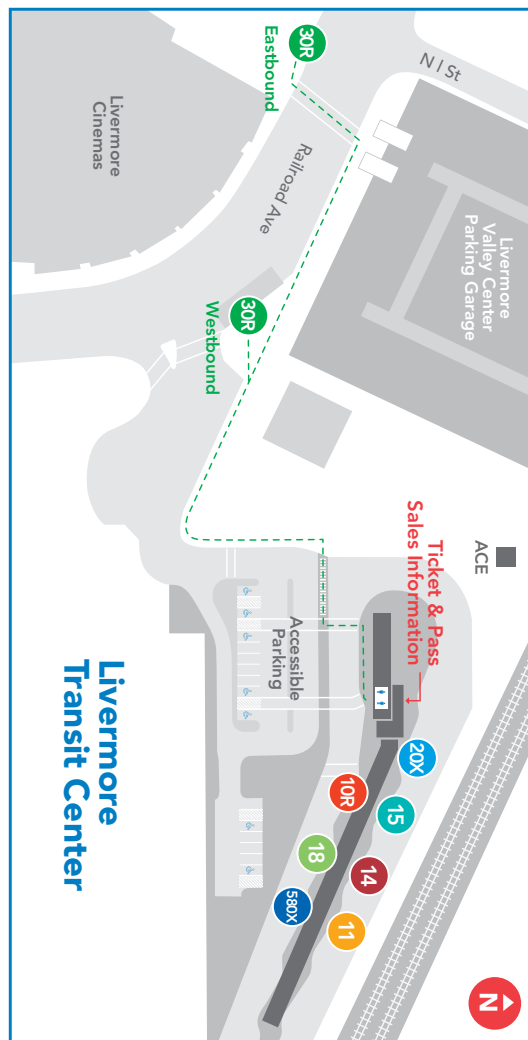 30R
Eastbound
N I St
Livermore
Cinemas
Railroad Ave
Livermore
Valley Center
Parking Garage
30R
Westbound
ACE
Ticket & Pass
Sales Information
Accessible
Parking
Livermore
Transit Center
20X
15
14
11
10R
18
580X
N